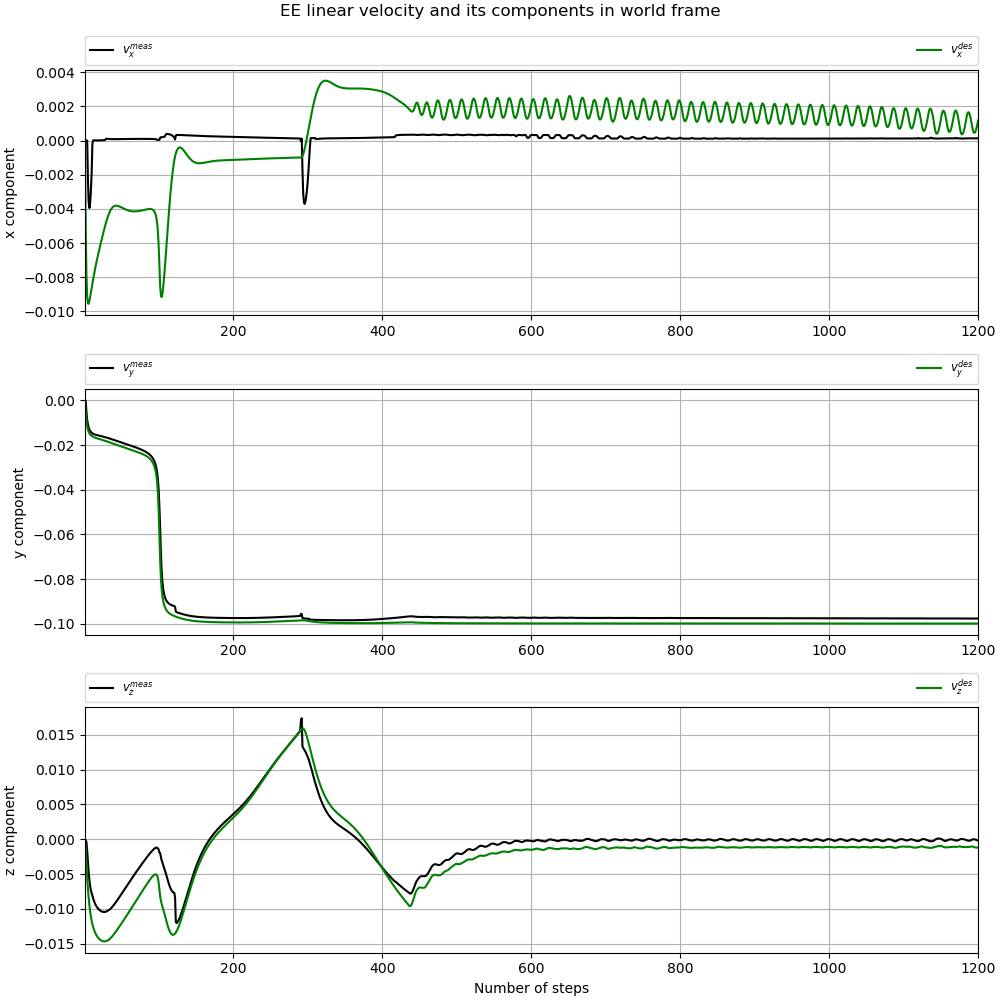 EE linear velocity and its components in world frame
v_x^meas v_x^des
x component
0.004
0.002
0.000
−0.002
−0.004
−0.006
−0.008
−0.010
200 400 600 800 1000 1200
v_y^meas v_y^des
y component
0.00
−0.02
−0.04
−0.06
−0.08
−0.10
200 400 600 800 1000 1200
v_z^meas v_z^des
z component
0.015
0.010
0.005
0.000
−0.005
−0.010
−0.015
200 400 600 800 1000 1200
Number of steps